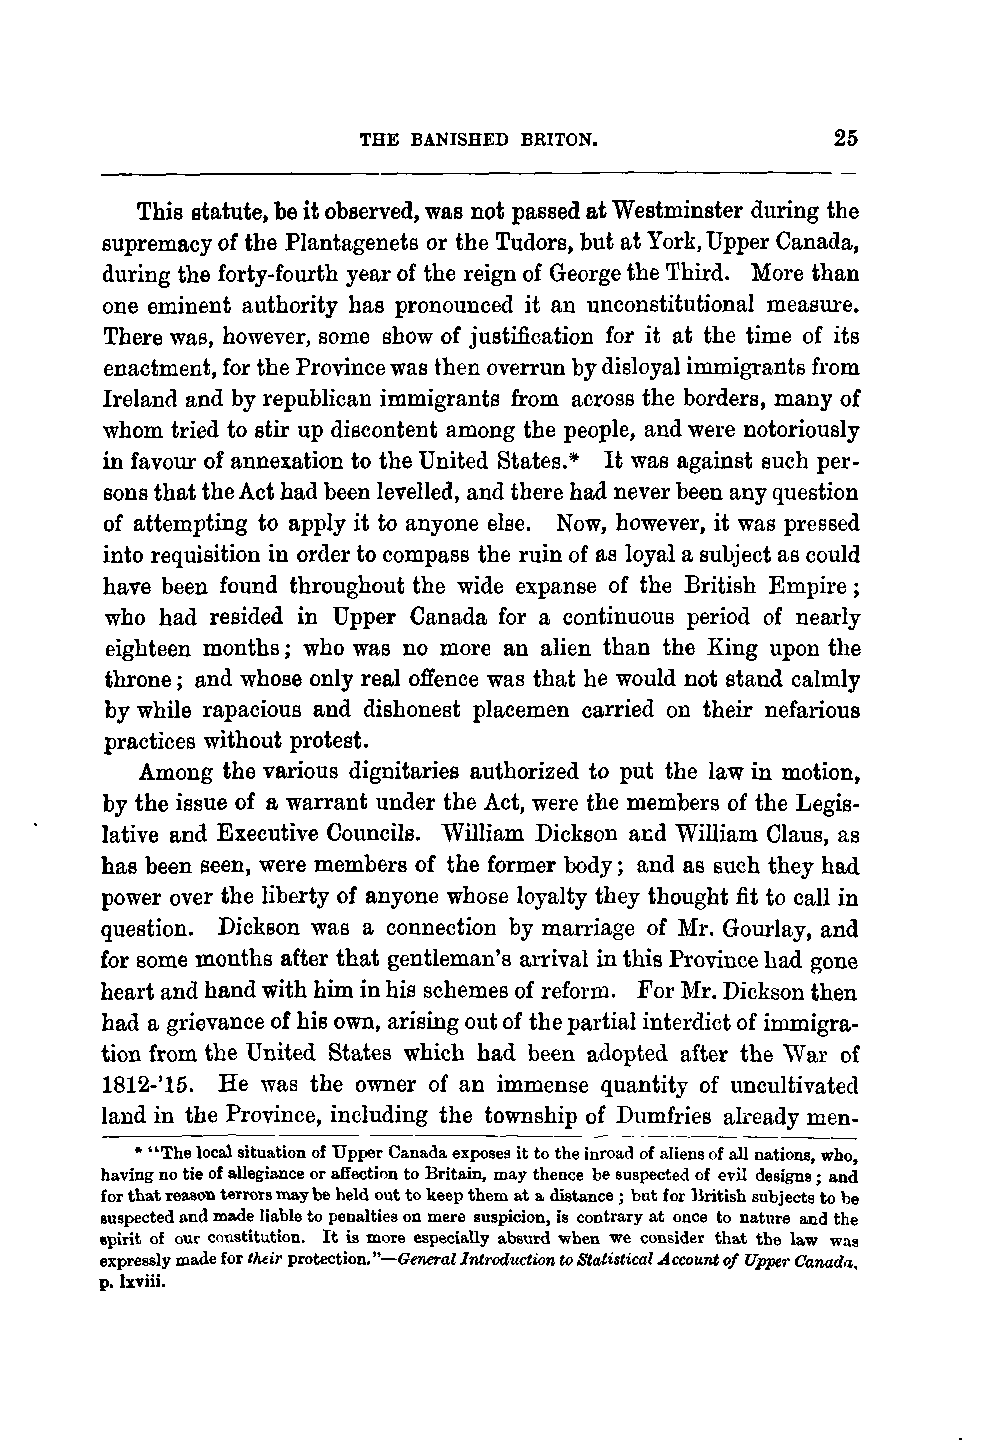 THE BANISHED BRITON. 25
This statute, be it observed, was not passed at Westminster during the
supremacy of the Plantagenets or the Tudors, but at York, Upper Canada,
during the forty-fourth year of the reign of George the Third. More than
one eminent authority has pronounced it an unconstitutional measure.
There was, however, some show of justification for it at the time of its
enactment, for the Province was then overrun by disloyal immigrants from
Ireland and by republican immigrants from across the borders, many of
whom tried to stir up discontent among the people, and were notoriously
in favour of annexation to the United States.* It was against such per-
sons that the Act had been levelled, and there had never been any question
of attempting to apply it to anyone else. Now, however, it was pressed
into requisition in order to compass the ruin of as loyal a subject as could
have been found throughout the wide expanse of the British Empire;
who had resided in Upper Canada for a continuous period of nearly
eighteen months; who was no more an alien than the King upon the
throne; and whose only real offence was that he would not stand calmly
by while rapacious and dishonest placemen carried on their nefarious
practices without protest.
Among the various dignitaries authorized to put the law in motion,
by the issue of a warrant under the Act, were the members of the Legis-
lative and Executive Councils. William Dickson and William Claus, as
has been seen, were members of the former body; and as such they had
power over the liberty of anyone whose loyalty they thought fit to call in
question. Dickson was a connection by marriage of Mr. Gourlay, and
for some months after that gentleman's arrival in this Province had gone
heart and hand with him in his schemes of reform. For Mr. Dickson then
had a grievance of his own, arising out of the partial interdict of immigra-
tion from the United States which had been adopted after the War of
1812-'15. He was the owner of an immense quantity of uncultivated
land in the Province, including the township of Dumfries already men-
* "The local situation of Upper Canada exposes it to the inroad of aliens of all nations, who,
having no tie of allegiance or affection to Britain, may thence be suspected of evil designs; and
for that reason terrors may be held out to keep them at a distance; but for British subjects to be
suspected and made liable to penalties on mere suspicion, is contrary at once to nature and the
spirit of our constitution. It is more especially absurd when we consider that the law was
expressly made for their protection."—General Introduction to Statistical Account of Upper Canada,
p. lxviii.